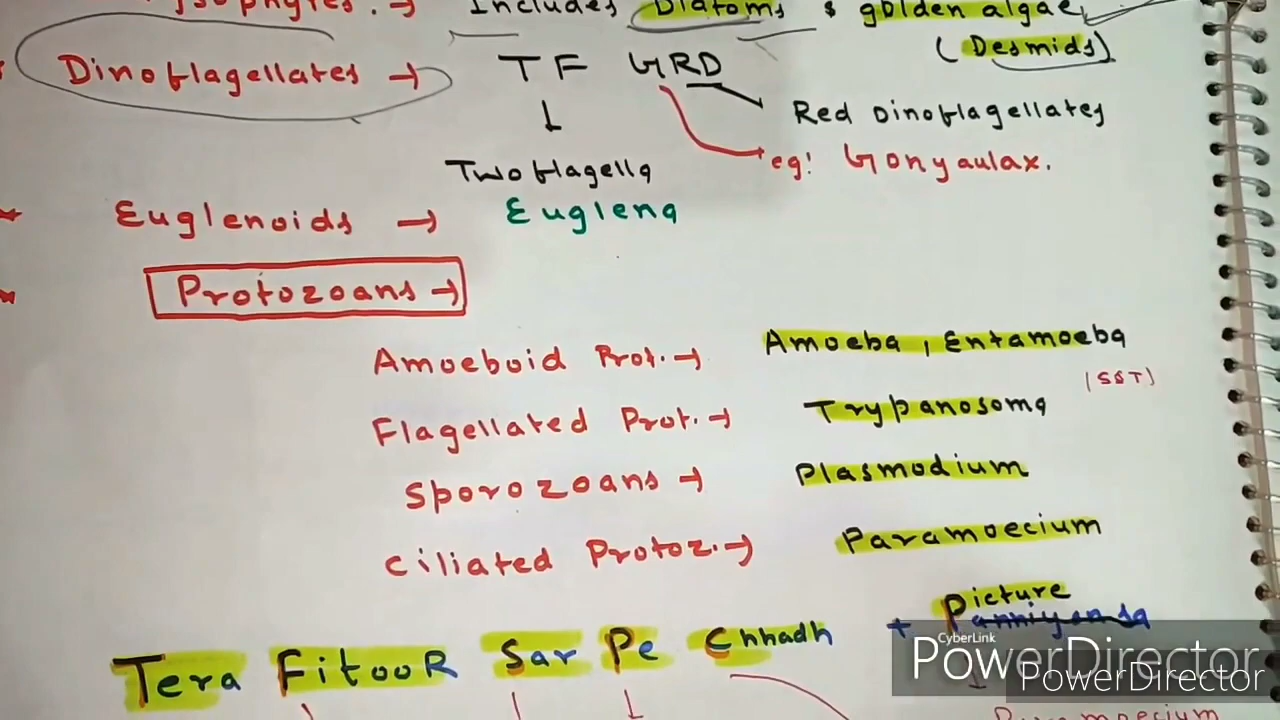 Includes Diatoms & golden algae
(Desmids)
Dinoflagellates → TF GRD
Red Dinoflagellates
eg: Gonyaulax.
Two flagella
Euglenoids → Euglena
Protozoans →
Amoeboid Prot. → Amoeba, Entamoeba
(SST)
Flagellated Prot. → Trypanosoma
Sporozoans → Plasmodium
Ciliated Protoz. → Paramoecium
Tera FitooR Sar Pe Chhadh + Picture
CyberLink
PowerDirector
PowerDirector